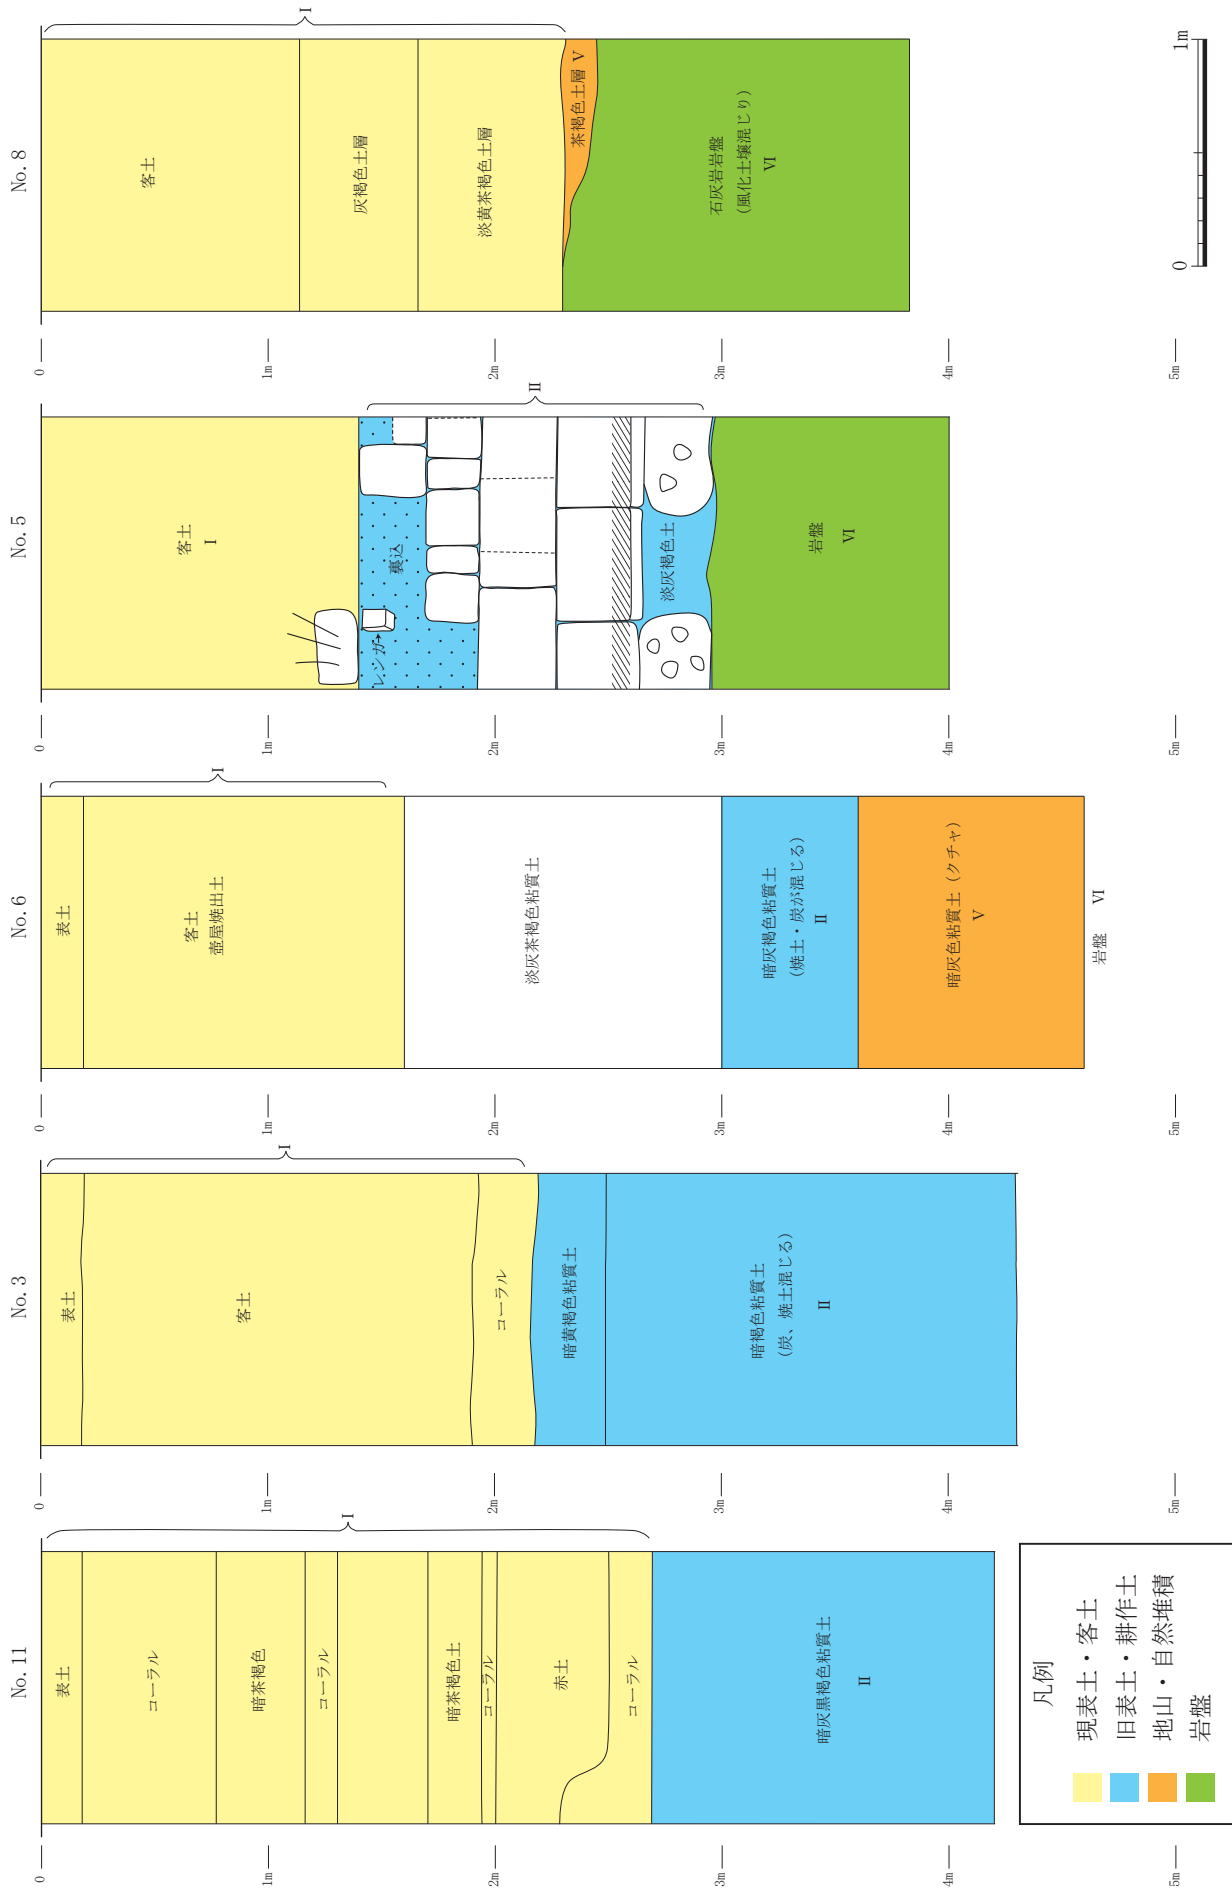 No. 11
0
1m
2m
3m
4m
5m
表土
コーラル
暗茶褐色
コーラル
暗茶褐色土
コーラル
赤土
コーラル
I
暗灰黒褐色粘質土
II
No. 3
0
1m
2m
3m
4m
5m
表土
客土
コーラル
I
暗黄褐色粘質土
暗褐色粘質土
(炭、焼土混じる)
II
No. 6
0
1m
2m
3m
4m
5m
表土
客土
壺屋焼出土
I
淡灰茶褐色粘質土
暗灰褐色粘質土
(焼土・炭が混じる)
II
暗灰色粘質土 (クチャ)
V
岩盤 VI
No. 5
0
1m
2m
3m
4m
5m
客土
I
裏込
レンガ→
II
淡灰褐色土
岩盤
VI
No. 8
0
1m
2m
3m
4m
5m
客土
灰褐色土層
淡黄茶褐色土層
I
茶褐色土層 V
石灰岩岩盤
(風化土壌混じり)
VI
0 1m
凡例
現表土・客土
旧表土・耕作土
地山・自然堆積
岩盤